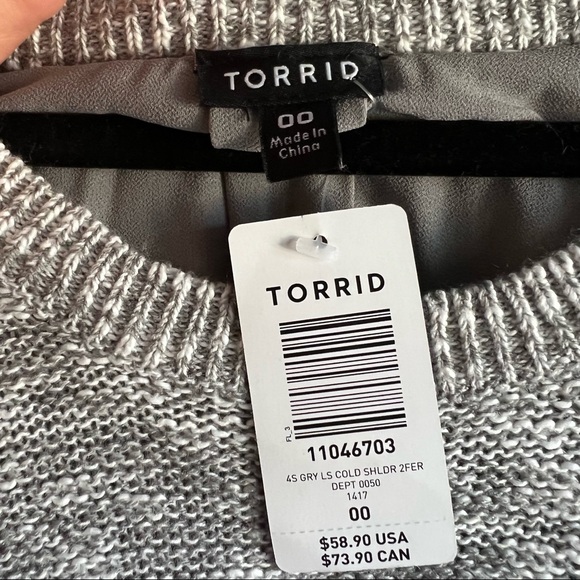 TORRID
00
Made In
China
TORRID
FL_3
11046703
4S GRY LS COLD SHLDR 2FER
DEPT 0050
1417
00
$58.90 USA
$73.90 CAN